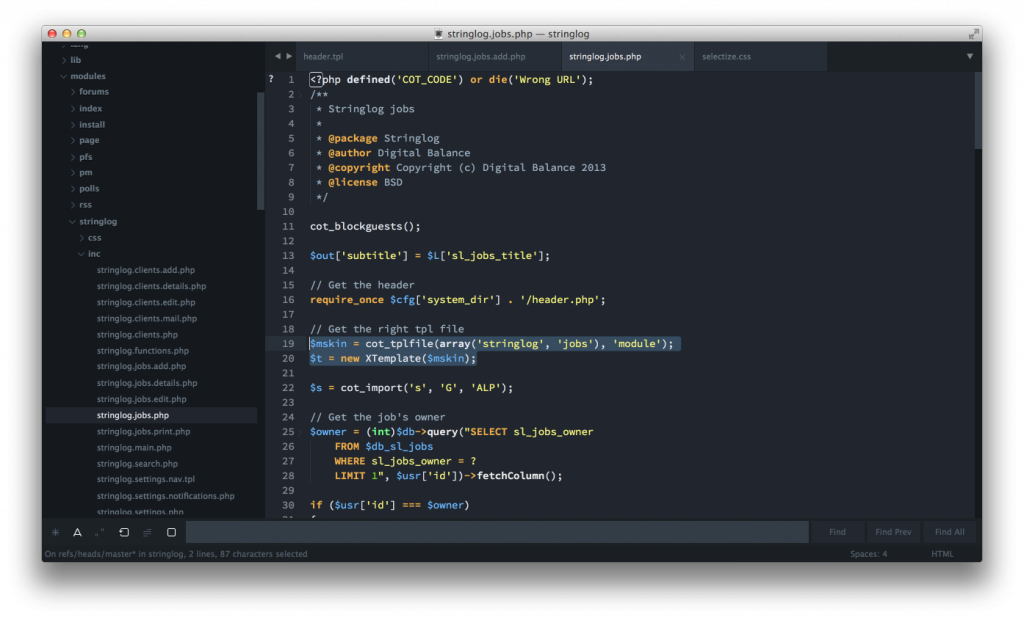 stringlog.jobs.php — stringlog
lang
lib
modules
forums
index
install
page
pfs
pm
polls
rss
stringlog
css
inc
stringlog.clients.add.php
stringlog.clients.details.php
stringlog.clients.edit.php
stringlog.clients.mail.php
stringlog.clients.php
stringlog.functions.php
stringlog.jobs.add.php
stringlog.jobs.details.php
stringlog.jobs.edit.php
stringlog.jobs.php
stringlog.jobs.print.php
stringlog.main.php
stringlog.search.php
stringlog.settings.nav.tpl
stringlog.settings.notifications.php
stringlog.settings.php
header.tpl stringlog.jobs.add.php stringlog.jobs.php × selectize.css
? 1 <?php defined('COT_CODE') or die('Wrong URL');
2 /**
3 * Stringlog jobs
4 *
5 * @package Stringlog
6 * @author Digital Balance
7 * @copyright Copyright (c) Digital Balance 2013
8 * @license BSD
9 */
10
11 cot_blockguests();
12
13 $out['subtitle'] = $L['sl_jobs_title'];
14
15 // Get the header
16 require_once $cfg['system_dir'] . '/header.php';
17
18 // Get the right tpl file
19 $mskin = cot_tplfile(array('stringlog', 'jobs'), 'module');
20 $t = new XTemplate($mskin);
21
22 $s = cot_import('s', 'G', 'ALP');
23
24 // Get the job's owner
25 $owner = (int)$db->query("SELECT sl_jobs_owner
26 FROM $db_sl_jobs
27 WHERE sl_jobs_owner = ?
28 LIMIT 1", $usr['id'])->fetchColumn();
29
30 if ($usr['id'] === $owner)
31 {
Find Find Prev Find All
On refs/heads/master* in stringlog, 2 lines, 87 characters selected Spaces: 4 HTML